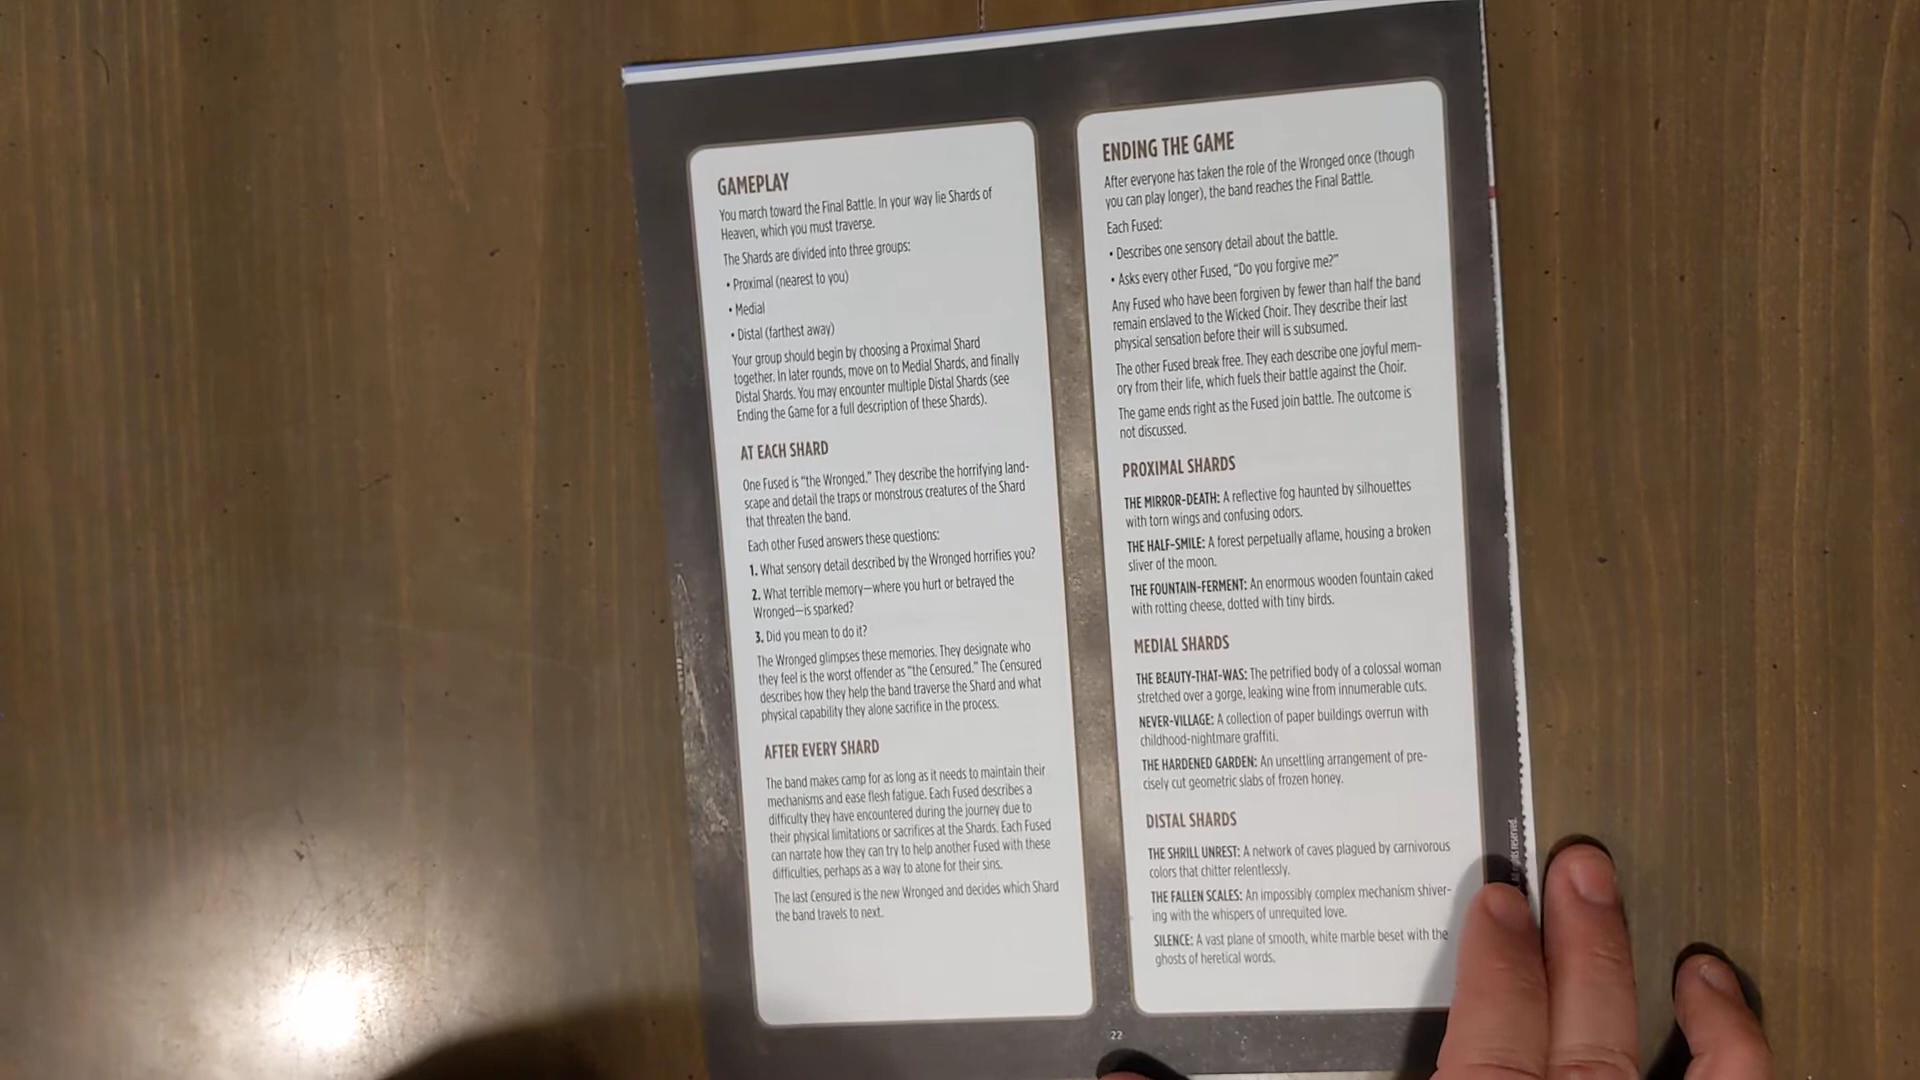 GAMEPLAY
You march toward the Final Battle. In your way lie Shards of
Heaven, which you must traverse.
The Shards are divided into three groups:
• Proximal (nearest to you)
• Medial
• Distal (farthest away)
Your group should begin by choosing a Proximal Shard
together. In later rounds, move on to Medial Shards, and finally
Distal Shards. You may encounter multiple Distal Shards (see
Ending the Game for a full description of these Shards).
AT EACH SHARD
One Fused is "the Wronged." They describe the horrifying land-
scape and detail the traps or monstrous creatures of the Shard
that threaten the band.
Each other Fused answers these questions:
1. What sensory detail described by the Wronged horrifies you?
2. What terrible memory—where you hurt or betrayed the
Wronged—is sparked?
3. Did you mean to do it?
The Wronged glimpses these memories. They designate who
they feel is the worst offender as "the Censured." The Censured
describes how they help the band traverse the Shard and what
physical capability they alone sacrifice in the process.
AFTER EVERY SHARD
The band makes camp for as long as it needs to maintain their
mechanisms and ease flesh fatigue. Each Fused describes a
difficulty they have encountered during the journey due to
their physical limitations or sacrifices at the Shards. Each Fused
can narrate how they can try to help another Fused with these
difficulties, perhaps as a way to atone for their sins.
The last Censured is the new Wronged and decides which Shard
the band travels to next.
ENDING THE GAME
After everyone has taken the role of the Wronged once (though
you can play longer), the band reaches the Final Battle.
Each Fused:
• Describes one sensory detail about the battle.
• Asks every other Fused, "Do you forgive me?"
Any Fused who have been forgiven by fewer than half the band
remain enslaved to the Wicked Choir. They describe their last
physical sensation before their will is subsumed.
The other Fused break free. They each describe one joyful mem-
ory from their life, which fuels their battle against the Choir.
The game ends right as the Fused join battle. The outcome is
not discussed.
PROXIMAL SHARDS
THE MIRROR-DEATH: A reflective fog haunted by silhouettes
with torn wings and confusing odors.
THE HALF-SMILE: A forest perpetually aflame, housing a broken
sliver of the moon.
THE FOUNTAIN-FERMENT: An enormous wooden fountain caked
with rotting cheese, dotted with tiny birds.
MEDIAL SHARDS
THE BEAUTY-THAT-WAS: The petrified body of a colossal woman
stretched over a gorge, leaking wine from innumerable cuts.
NEVER-VILLAGE: A collection of paper buildings overrun with
childhood-nightmare graffiti.
THE HARDENED GARDEN: An unsettling arrangement of pre-
cisely cut geometric slabs of frozen honey.
DISTAL SHARDS
THE SHRILL UNREST: A network of caves plagued by carnivorous
colors that chitter relentlessly.
THE FALLEN SCALES: An impossibly complex mechanism shiver-
ing with the whispers of unrequited love.
SILENCE: A vast plane of smooth, white marble beset with the
ghosts of heretical words.
22
All rights reserved.